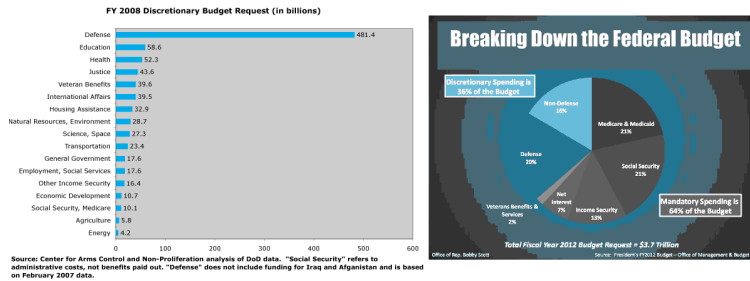 FY 2008 Discretionary Budget Request (in billions)
Defense 481.4
Education 58.6
Health 52.3
Justice 43.6
Veteran Benefits 39.6
International Affairs 39.5
Housing Assistance 32.9
Natural Resources, Environment 28.7
Science, Space 27.3
Transportation 23.4
General Government 17.6
Employment, Social Services 17.6
Other Income Security 16.4
Economic Development 10.7
Social Security, Medicare 10.1
Agriculture 5.8
Energy 4.2
0 100 200 300 400 500 600
Source: Center for Arms Control and Non-Proliferation analysis of DoD data. "Social Security" refers to
administrative costs, not benefits paid out. "Defense" does not include funding for Iraq and Afganistan and is based
on February 2007 data.
Breaking Down the Federal Budget
Discretionary Spending is
36% of the Budget
Non-Defense
16%
Medicare & Medicaid
21%
Defense
20%
Social Security
21%
Veterans Benefits &
Services
2%
Net
Interest
7%
Income Security
13%
Mandatory Spending is
64% of the Budget
Total Fiscal Year 2012 Budget Request = $3.7 Trillion
Office of Rep. Bobby Scott
Source: President's FY2012 Budget – Office of Management & Budget